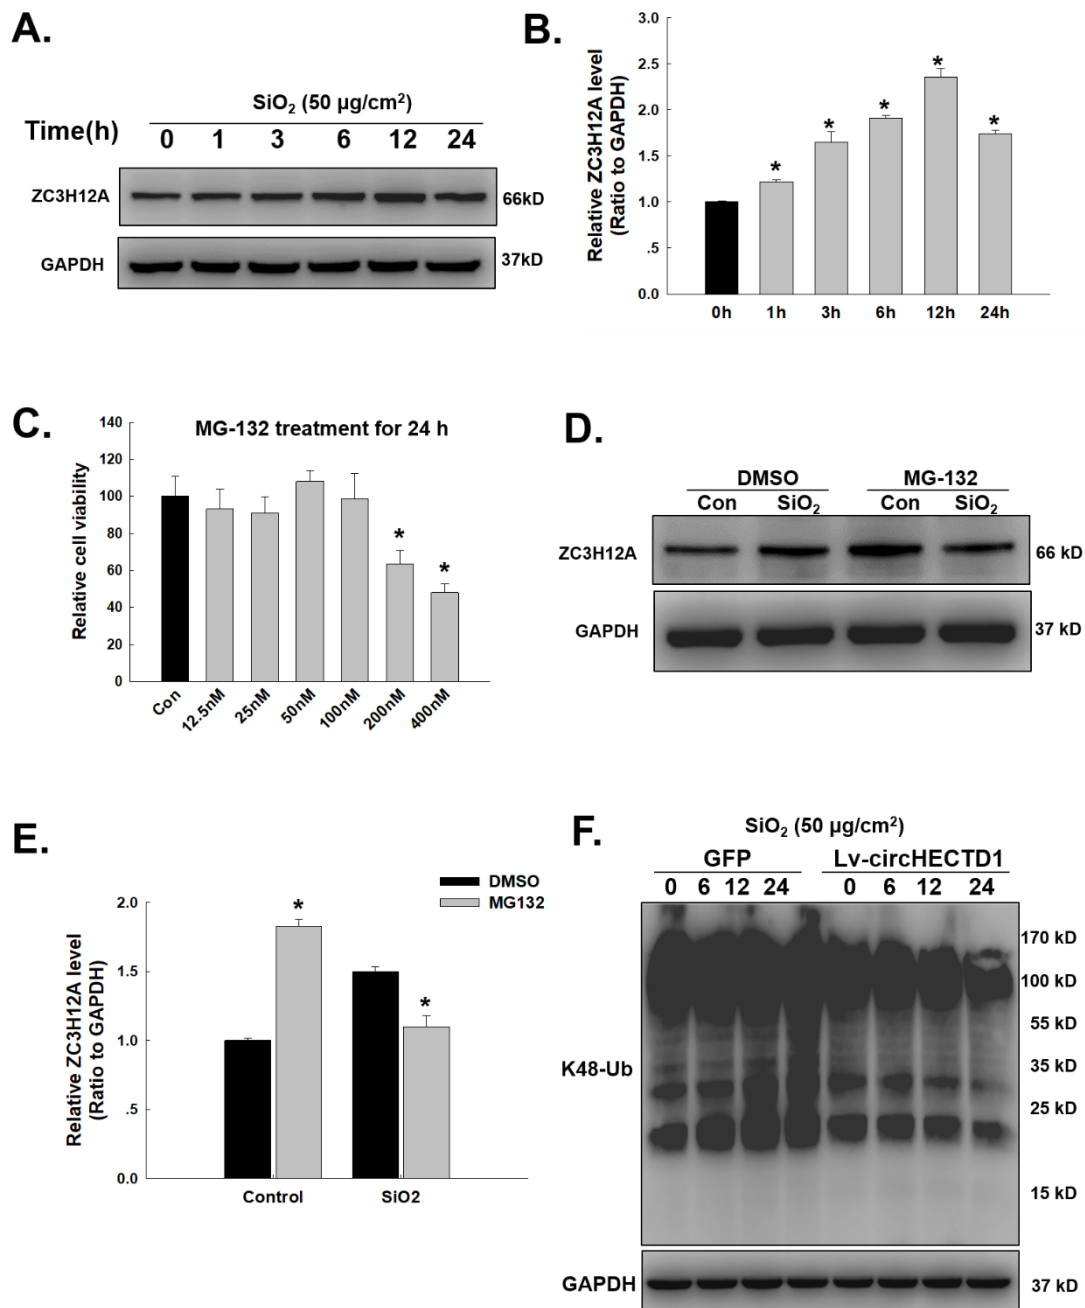 A.
SiO₂ (50 µg/cm²)
Time(h) 0 1 3 6 12 24
ZC3H12A 66kD
GAPDH 37kD
B.
Relative ZC3H12A level
(Ratio to GAPDH)
3.0
2.5
2.0
1.5
1.0
.5
0.0
* * * * *
0h 1h 3h 6h 12h 24h
C.
MG-132 treatment for 24 h
Relative cell viability
140
120
100
80
60
40
20
0
* *
Con 12.5nM 25nM 50nM 100nM 200nM 400nM
D.
DMSO MG-132
Con SiO₂ Con SiO₂
ZC3H12A 66 kD
GAPDH 37 kD
E.
DMSO
MG132
Relative ZC3H12A level
(Ratio to GAPDH)
2.0
1.5
1.0
.5
0.0
* *
Control SiO2
F.
SiO₂ (50 µg/cm²)
GFP Lv-circHECTD1
0 6 12 24 0 6 12 24
K48-Ub
170 kD
100 kD
55 kD
35 kD
25 kD
15 kD
GAPDH 37 kD